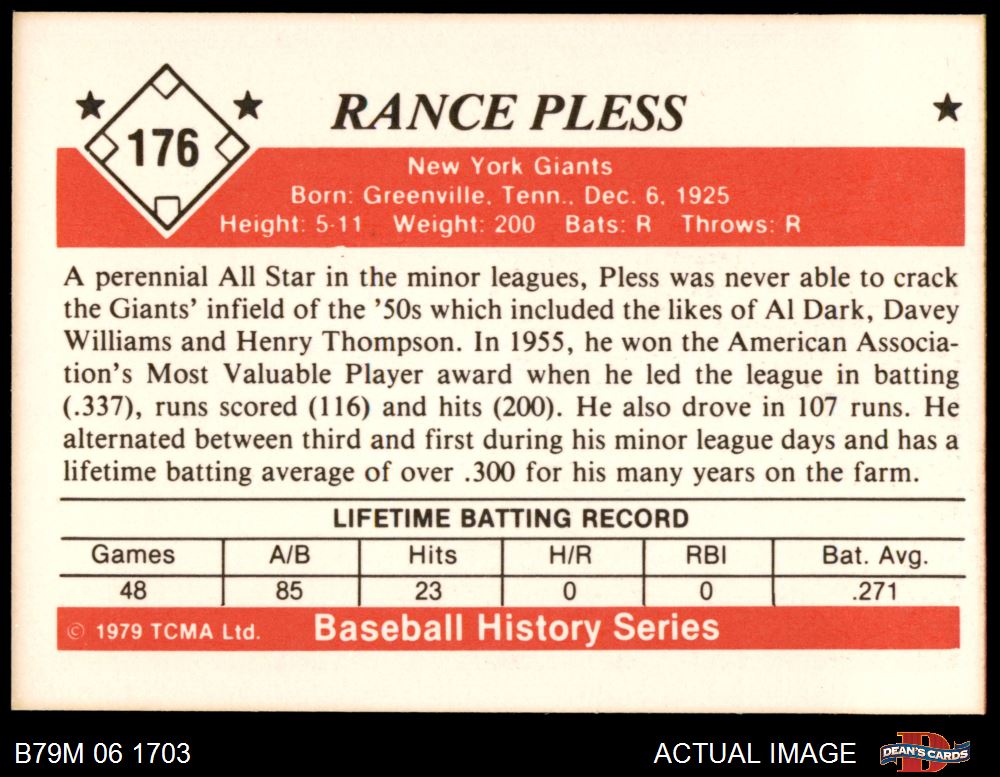 176
RANCE PLESS
New York Giants
Born: Greenville, Tenn., Dec. 6, 1925
Height: 5-11 Weight: 200 Bats: R Throws: R
A perennial All Star in the minor leagues, Pless was never able to crack
the Giants' infield of the '50s which included the likes of Al Dark, Davey
Williams and Henry Thompson. In 1955, he won the American Associa-
tion's Most Valuable Player award when he led the league in batting
(.337), runs scored (116) and hits (200). He also drove in 107 runs. He
alternated between third and first during his minor league days and has a
lifetime batting average of over .300 for his many years on the farm.
LIFETIME BATTING RECORD
Games A/B Hits H/R RBI Bat. Avg.
48 85 23 0 0 .271
© 1979 TCMA Ltd. Baseball History Series
B79M 06 1703 ACTUAL IMAGE DEAN'S CARDS